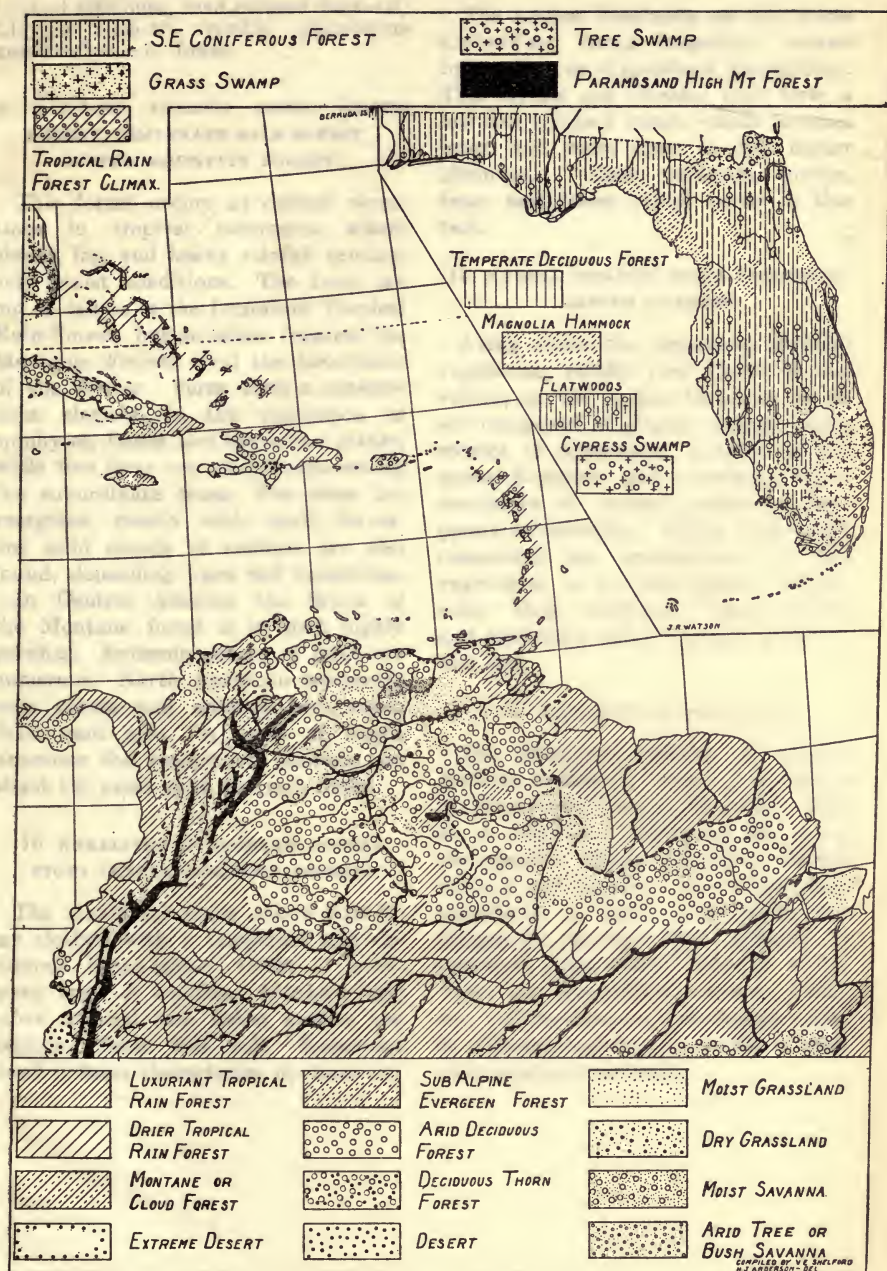 S.E CONIFEROUS FOREST
TREE SWAMP
GRASS SWAMP
PARAMOS AND HIGH MT FOREST
TROPICAL RAIN
FOREST CLIMAX.
BERMUDA IS.
TEMPERATE DECIDUOUS FOREST
MAGNOLIA HAMMOCK
FLATWOODS
CYPRESS SWAMP
J.R.WATSON
LUXURIANT TROPICAL
RAIN FOREST
DRIER TROPICAL
RAIN FOREST
MONTANE OR
CLOUD FOREST
EXTREME DESERT
SUB ALPINE
EVERGEEN FOREST
ARID DECIDUOUS
FOREST
DECIDUOUS THORN
FOREST
DESERT
MOIST GRASSLAND
DRY GRASSLAND
MOIST SAVANNA
ARID TREE OR
BUSH SAVANNA
COMPILED BY V.E SHELFORD
H.J ANDERSON - DEL